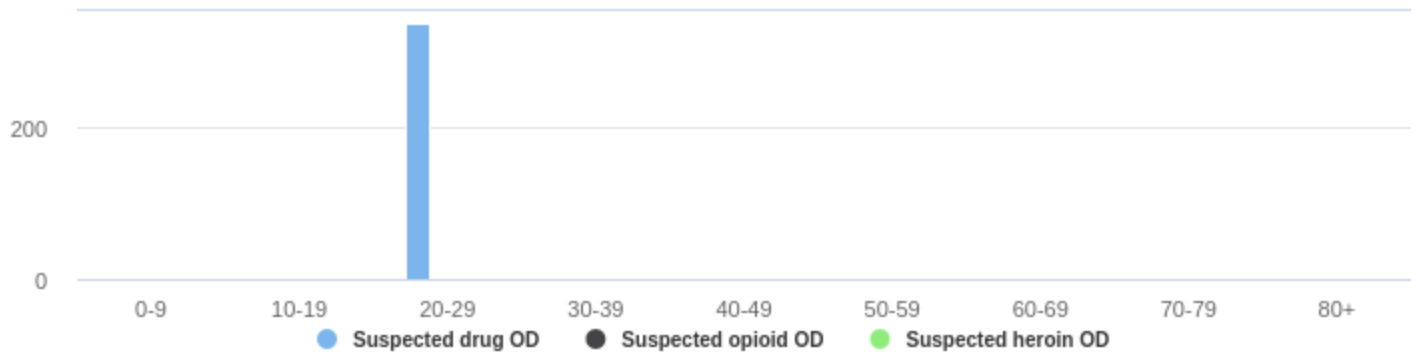 200
0
0-9 10-19 20-29 30-39 40-49 50-59 60-69 70-79 80+
Suspected drug OD Suspected opioid OD Suspected heroin OD